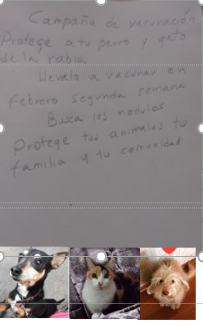 Campaña de vacunación
Protege a tu perro y gato
de la rabia
Llevalo a vacunar en
febrero segunda semana
Busca los modulos
Protege tus animales tu
familia y tu comunidad